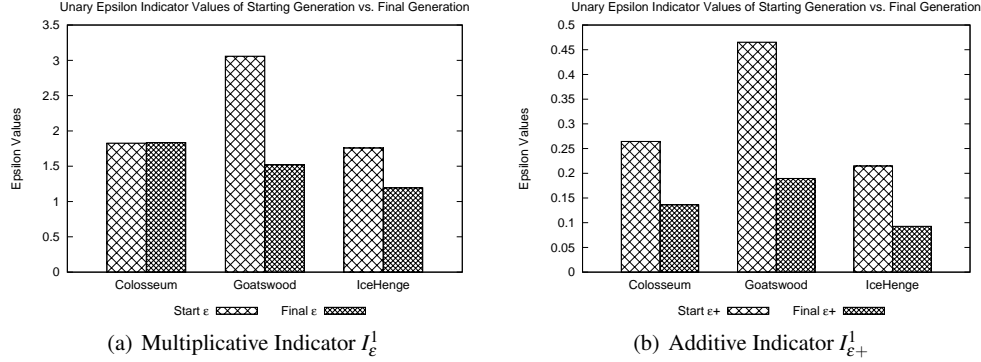 Unary Epsilon Indicator Values of Starting Generation vs. Final Generation
Epsilon Values
3.5
3
2.5
2
1.5
1
0.5
0
Colosseum Goatswood IceHenge
Start ε Final ε
(a) Multiplicative Indicator I¹ε
Unary Epsilon Indicator Values of Starting Generation vs. Final Generation
Epsilon Values
0.5
0.45
0.4
0.35
0.3
0.25
0.2
0.15
0.1
0.05
0
Colosseum Goatswood IceHenge
Start ε+ Final ε+
(b) Additive Indicator I¹ε+